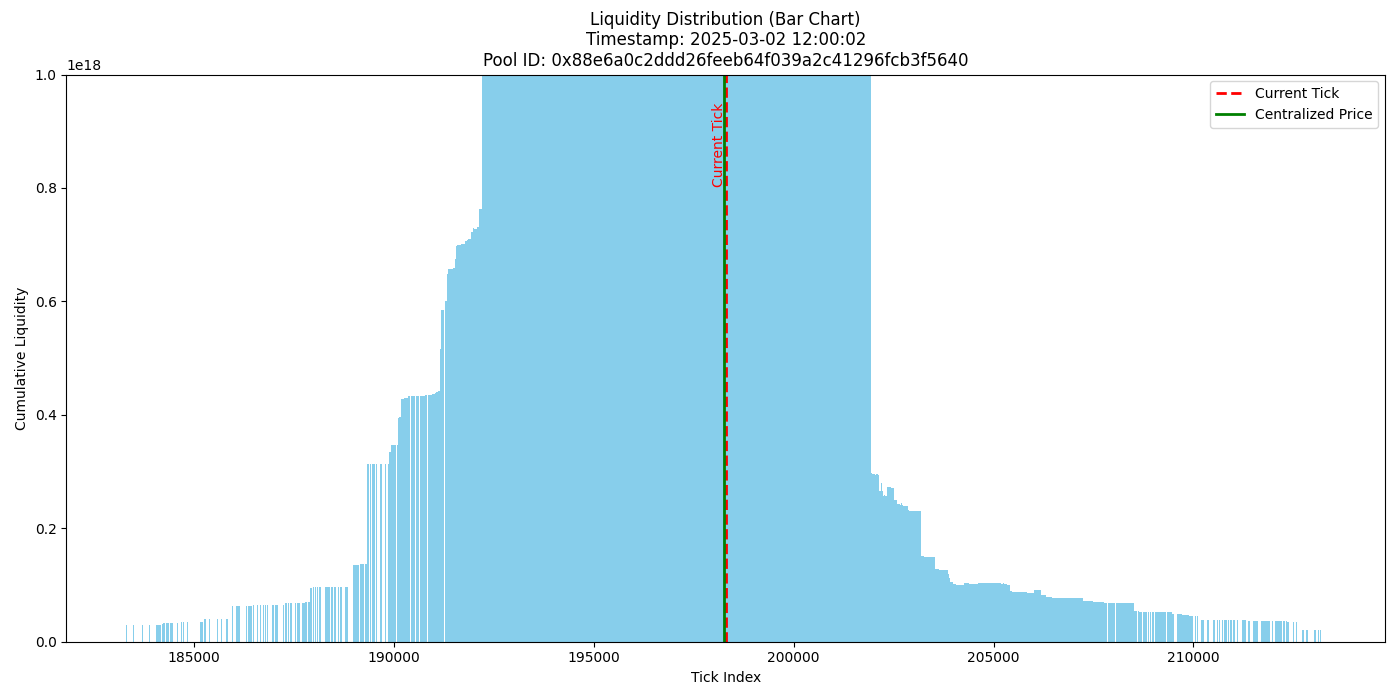 Liquidity Distribution (Bar Chart)
Timestamp: 2025-03-02 12:00:02
Pool ID: 0x88e6a0c2ddd26feeb64f039a2c41296fcb3f5640
1e18
1.0
0.8
0.6
0.4
0.2
0.0
Cumulative Liquidity
Current Tick
Current Tick
Centralized Price
185000 190000 195000 200000 205000 210000
Tick Index